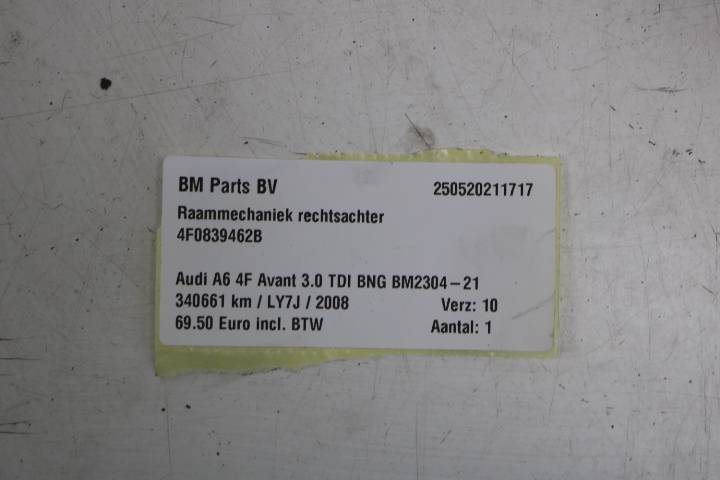 BM Parts BV 250520211717
Raammechaniek rechtsachter
4F0839462B
Audi A6 4F Avant 3.0 TDI BNG BM2304-21
340661 km / LY7J / 2008 Verz: 10
69.50 Euro incl. BTW Aantal: 1